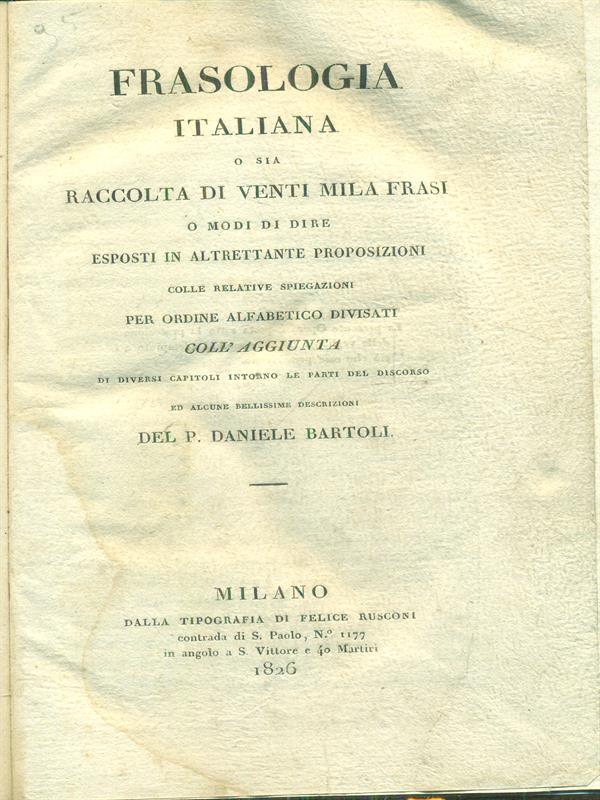 95
FRASOLOGIA
ITALIANA
O SIA
RACCOLTA DI VENTI MILA FRASI
O MODI DI DIRE
ESPOSTI IN ALTRETTANTE PROPOSIZIONI
COLLE RELATIVE SPIEGAZIONI
PER ORDINE ALFABETICO DIVISATI
COLL' AGGIUNTA
DI DIVERSI CAPITOLI INTORNO LE PARTI DEL DISCORSO
ED ALCUNE BELLISSIME DESCRIZIONI
DEL P. DANIELE BARTOLI.
MILANO
DALLA TIPOGRAFIA DI FELICE RUSCONI
contrada di S. Paolo, N.º 1177
in angolo a S. Vittore e 40 Martiri
1826